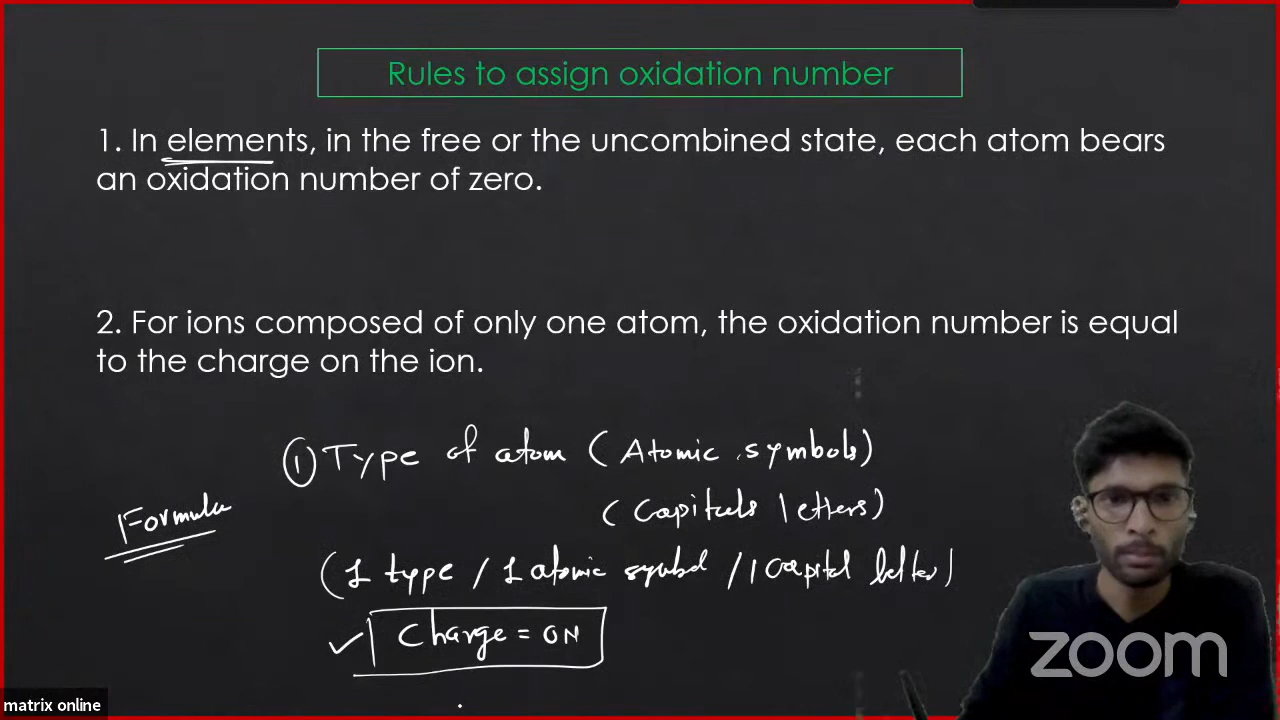 Rules to assign oxidation number
1. In elements, in the free or the uncombined state, each atom bears
an oxidation number of zero.
2. For ions composed of only one atom, the oxidation number is equal
to the charge on the ion.
① Type of atom (Atomic symbols)
(Capitals letters)
Formula
(1 type / 1 atomic symbol / 1 capital letter)
Charge = ON
zoom
matrix online